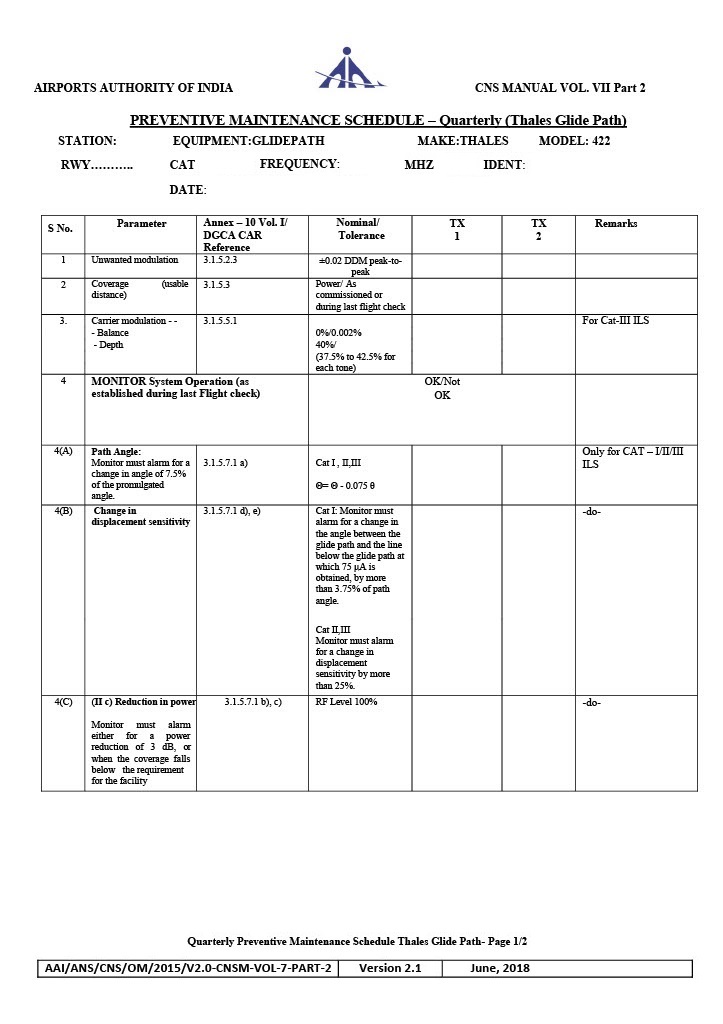 AIRPORTS AUTHORITY OF INDIA CNS MANUAL VOL. VII Part 2
PREVENTIVE MAINTENANCE SCHEDULE – Quarterly (Thales Glide Path)
STATION: EQUIPMENT:GLIDEPATH MAKE:THALES MODEL: 422
RWY……….. CAT FREQUENCY: MHZ IDENT:
DATE:
S No.
Parameter
Annex – 10 Vol. I/
DGCA CAR
Reference
Nominal/
Tolerance
TX
1
TX
2
Remarks
1
Unwanted modulation
3.1.5.2.3
±0.02 DDM peak-to-
peak
2
Coverage (usable
distance)
3.1.5.3
Power/ As
commissioned or
during last flight check
3.
Carrier modulation - -
- Balance
- Depth
3.1.5.5.1
0%/0.002%
40%/
(37.5% to 42.5% for
each tone)
For Cat-III ILS
4
MONITOR System Operation (as
established during last Flight check)
OK/Not
OK
4(A)
Path Angle:
Monitor must alarm for a
change in angle of 7.5%
of the promulgated
angle.
3.1.5.7.1 a)
Cat I , II,III
Θ= Θ - 0.075 θ
Only for CAT – I/II/III
ILS
4(B)
Change in
displacement sensitivity
3.1.5.7.1 d), e)
Cat I: Monitor must
alarm for a change in
the angle between the
glide path and the line
below the glide path at
which 75 µA is
obtained, by more
than 3.75% of path
angle.
Cat II,III
Monitor must alarm
for a change in
displacement
sensitivity by more
than 25%.
-do-
4(C)
(II c) Reduction in power
Monitor must alarm
either for a power
reduction of 3 dB, or
when the coverage falls
below the requirement
for the facility
3.1.5.7.1 b), c)
RF Level 100%
-do-
Quarterly Preventive Maintenance Schedule Thales Glide Path- Page 1/2
AAI/ANS/CNS/OM/2015/V2.0-CNSM-VOL-7-PART-2 Version 2.1 June, 2018